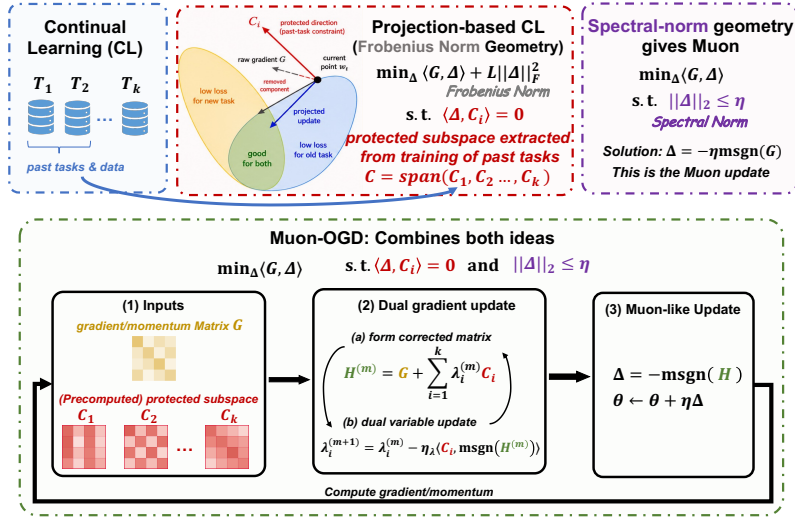 Continual
Learning (CL)
T₁ T₂ ... Tₖ
past tasks & data
Cᵢ
protected direction
(past-task constraint)
raw gradient G
current
point wₜ
low loss
for new task
removed
component
projected
update
good
for both
low loss
for old task
Projection-based CL
(Frobenius Norm Geometry)
min_Δ ⟨G, Δ⟩ + L||Δ||²_F
Frobenius Norm
s.t. ⟨Δ, Cᵢ⟩ = 0
protected subspace extracted
from training of past tasks
C = span(C₁, C₂ …, Cₖ)
Spectral-norm geometry
gives Muon
min_Δ⟨G, Δ⟩
s.t. ||Δ||₂ ≤ η
Spectral Norm
Solution: Δ = −ηmsgn(G)
This is the Muon update
Muon-OGD: Combines both ideas
min_Δ⟨G, Δ⟩ s.t.⟨Δ, Cᵢ⟩ = 0 and ||Δ||₂ ≤ η
(1) Inputs
gradient/momentum Matrix G
(Precomputed) protected subspace
C₁ C₂ Cₖ
...
(2) Dual gradient update
(a) form corrected matrix
H^(m) = G + ∑_{i=1}^{k} λᵢ^(m) Cᵢ
(b) dual variable update
λᵢ^(m+1) = λᵢ^(m) − η_λ⟨Cᵢ, msgn(H^(m))⟩
(3) Muon-like Update
Δ = −msgn( H )
θ ← θ + ηΔ
Compute gradient/momentum